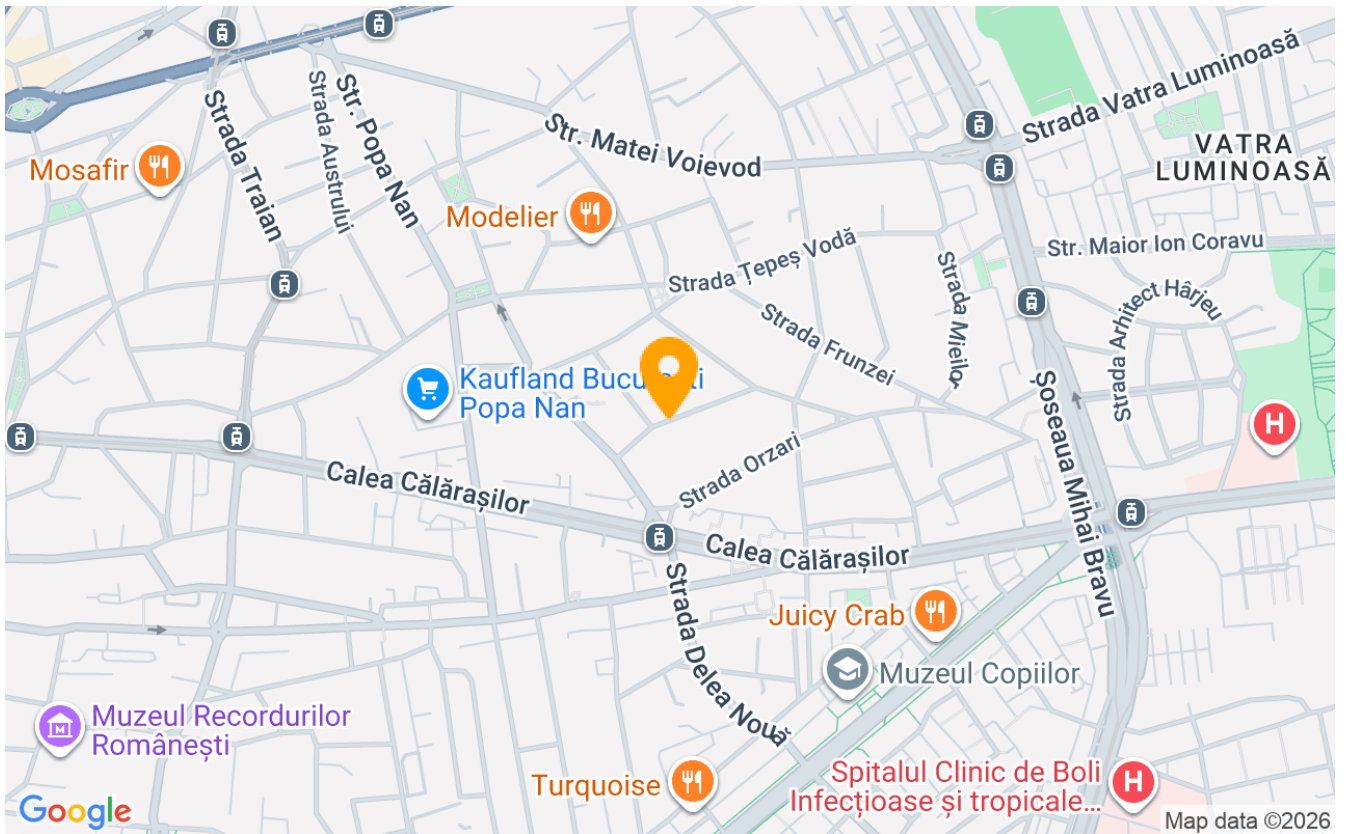 Strada Vatra Luminoasă
VATRA
LUMINOASĂ
Strada Traian
Strada Austrului
Str. Popa Nan
Str. Matei Voievod
Mosafir
Modelier
Strada Țepeș Vodă
Str. Maior Ion Coravu
Strada Mieilor
Strada Arhitect Hârjeu
Strada Frunzei
Kaufland București
Popa Nan
Șoseaua Mihai Bravu
Strada Orzari
H
Calea Călărașilor
Calea Călărașilor
Strada Delea Nouă
Juicy Crab
Muzeul Copiilor
M
Muzeul Recordurilor
Românești
Turquoise
Spitalul Clinic de Boli
Infecțioase și tropicale...
H
Google
Map data ©2026